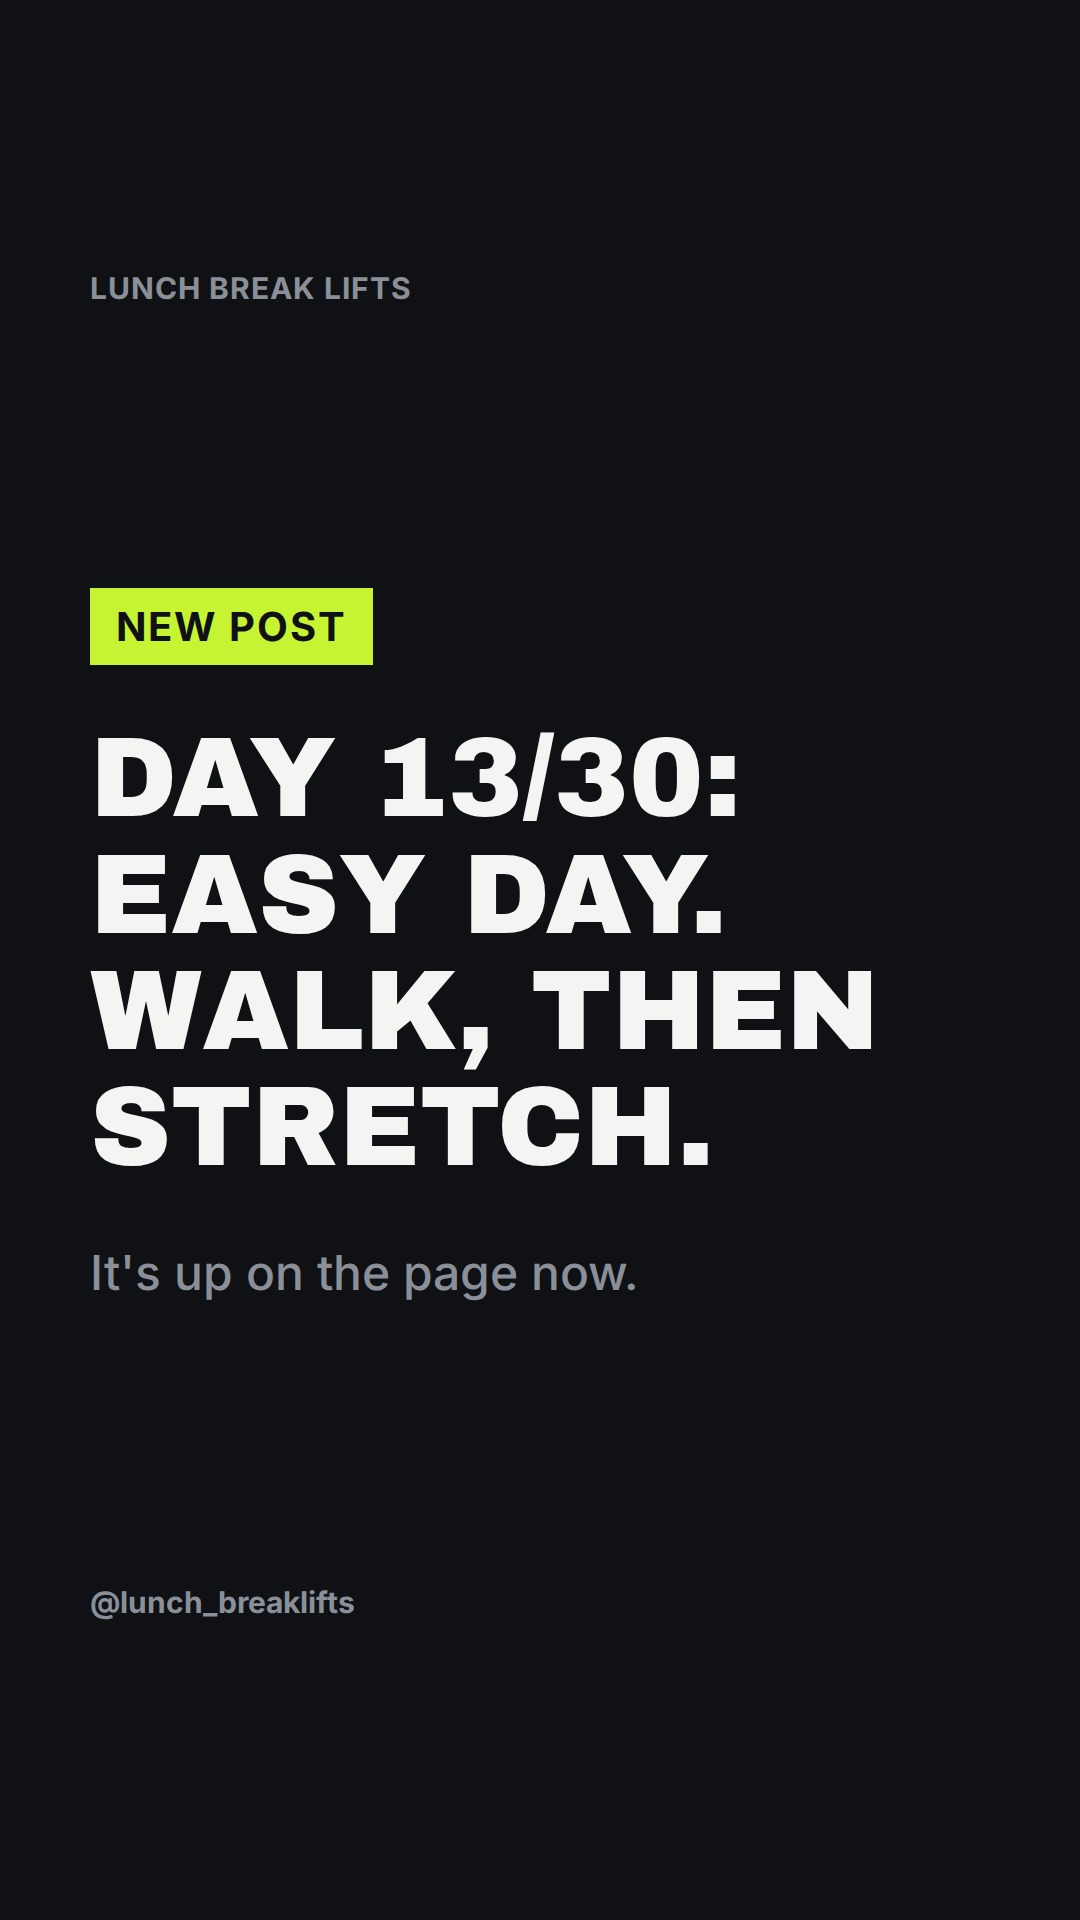 LUNCH BREAK LIFTS
NEW POST
DAY 13/30:
EASY DAY.
WALK, THEN
STRETCH.
It's up on the page now.
@lunch_breaklifts